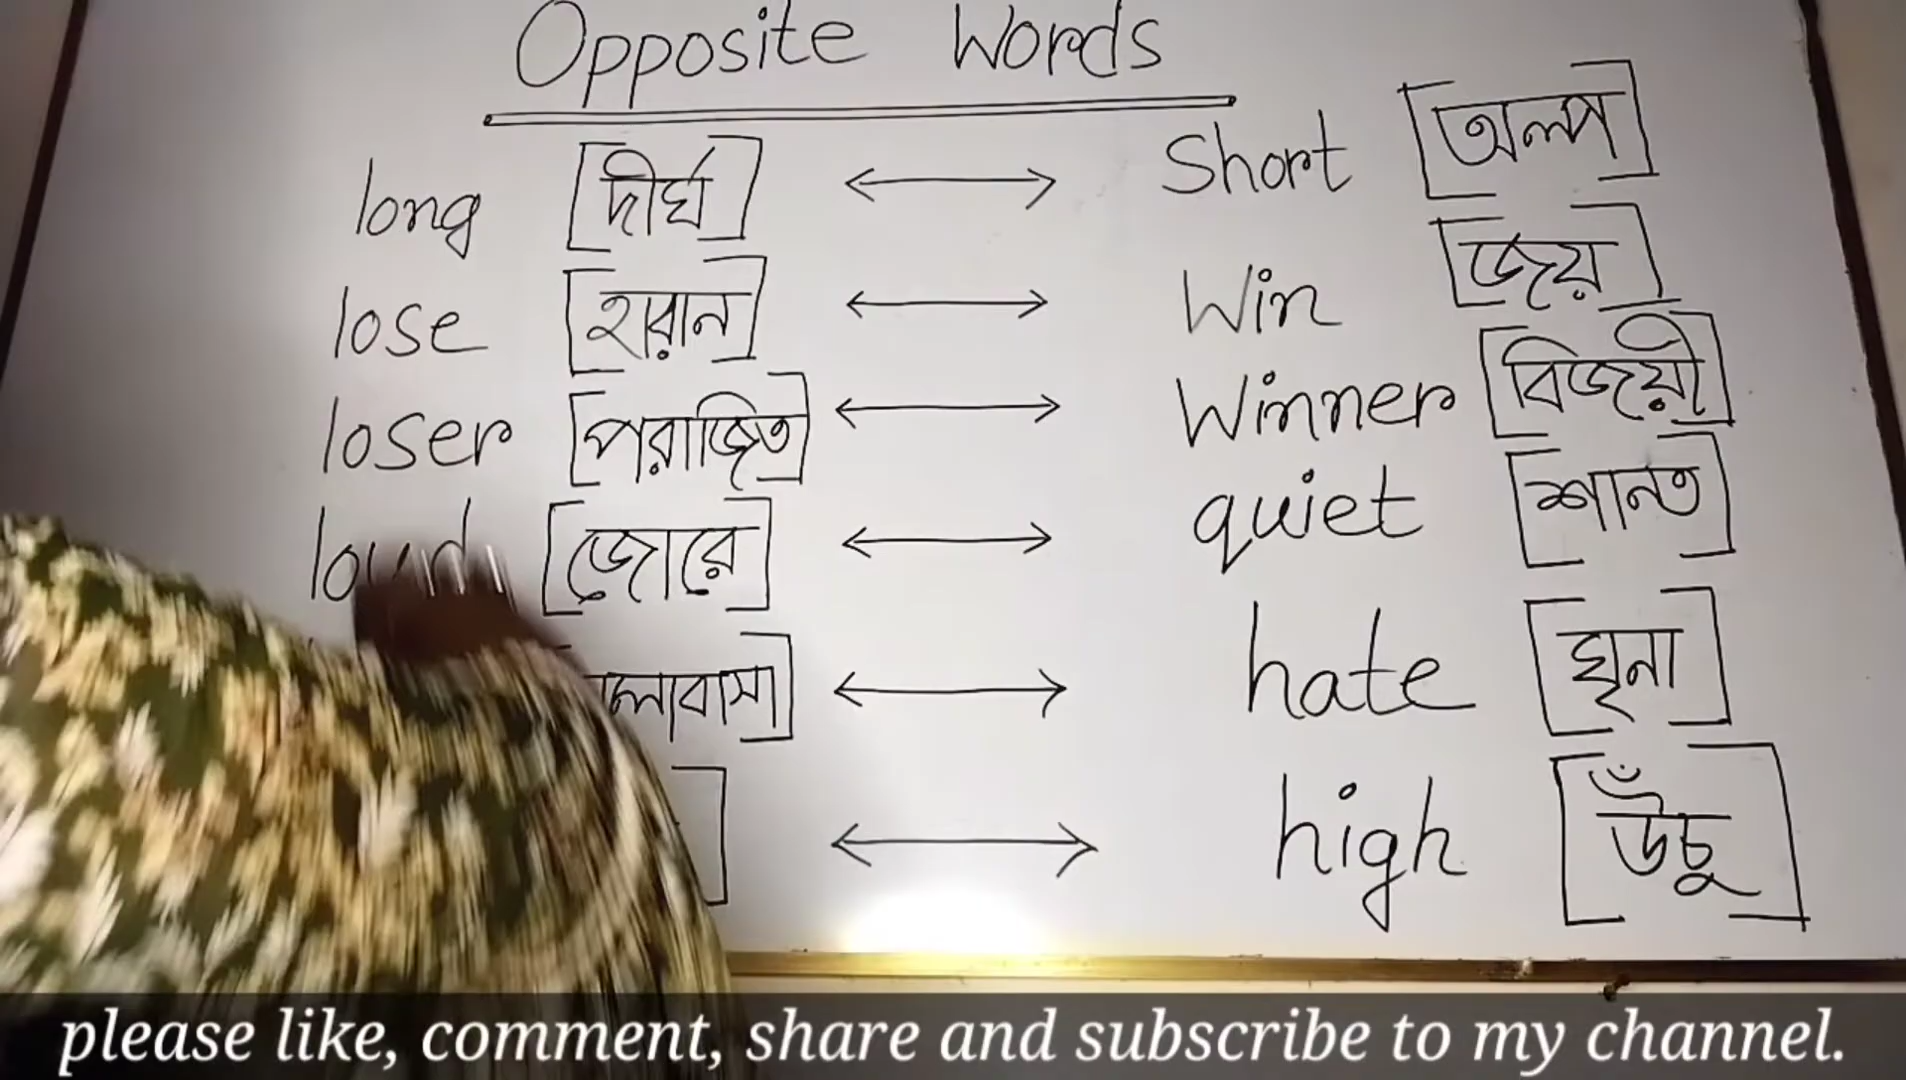 Opposite Words
long [দীর্ঘ] ↔ Short [অল্প]
lose [হারান] ↔ Win [জয়]
loser [পরাজিত] ↔ Winner [বিজয়ী]
loud [জোরে] ↔ quiet [শান্ত]
↔ hate [ঘৃনা]
↔ high [উঁচু]
please like, comment, share and subscribe to my channel.